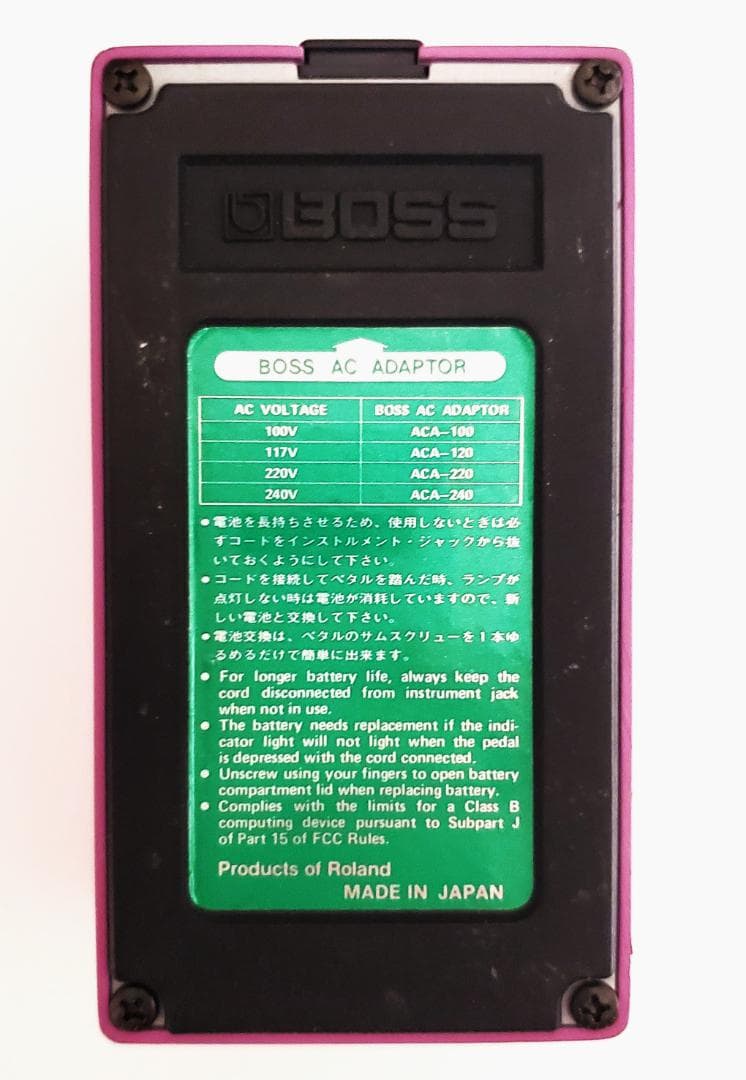 BOSS
BOSS AC ADAPTOR
AC VOLTAGE BOSS AC ADAPTOR
100V ACA-100
117V ACA-120
220V ACA-220
240V ACA-240
●電池を長持ちさせるため、使用しないときは必
ずコードをインストルメント・ジャックから抜
いておくようにして下さい。
●コードを接続してペタルを踏んだ時、ランプが
点灯しない時は電池が消耗していますので、新
しい電池と交換して下さい。
●電池交換は、ペタルのサムスクリューを1本ゆ
るめるだけで簡単に出来ます。
● For longer battery life, always keep the
cord disconnected from instrument jack
when not in use.
● The battery needs replacement if the indi-
cator light will not light when the pedal
is depressed with the cord connected.
● Unscrew using your fingers to open battery
compartment lid when replacing battery.
● Complies with the limits for a Class B
computing device pursuant to Subpart J
of Part 15 of FCC Rules.
Products of Roland
MADE IN JAPAN